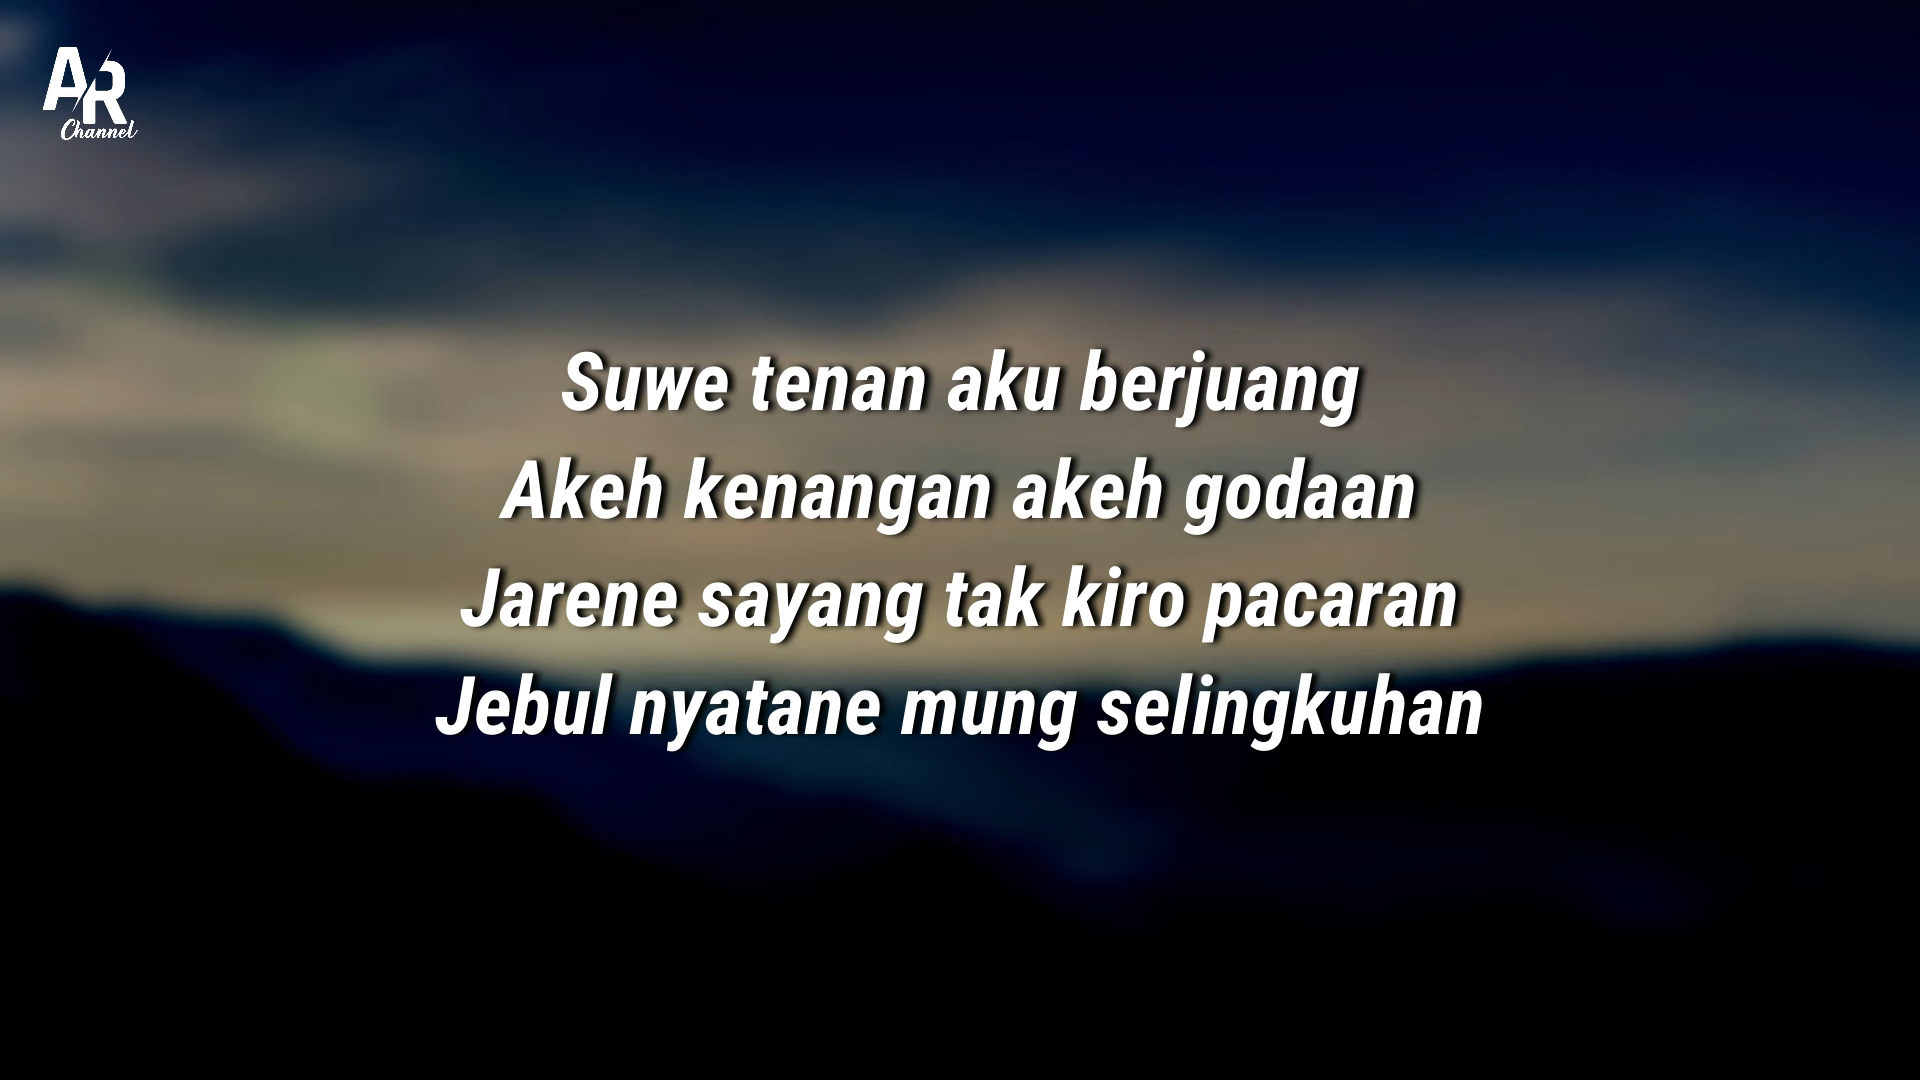 AR
Channel
Suwe tenan aku berjuang
Akeh kenangan akeh godaan
Jarene sayang tak kiro pacaran
Jebul nyatane mung selingkuhan